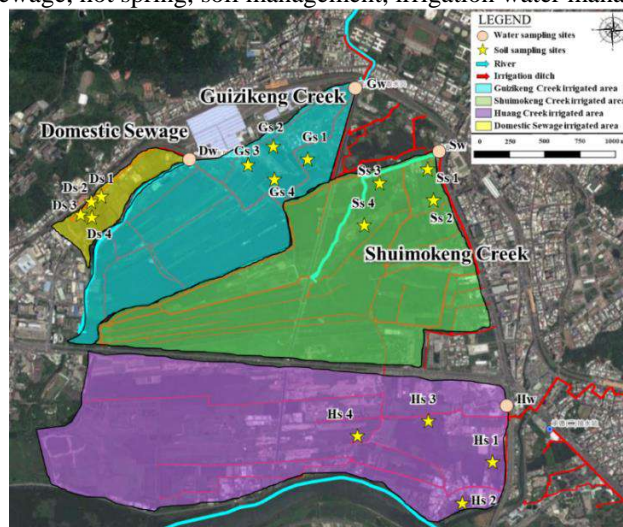 sewage, hot spring, soil management, irrigation water mana
LEGEND
Water sampling sites
Soil sampling sites
River
Irrigation ditch
Guizikeng Creek irrigated area
Shuimokeng Creek irrigated area
Huang Creek irrigated area
Domestic Sewage irrigated area
0 250 500 1000
Gw
Guizikeng Creek
Gs 2
Domestic Sewage
Dw
Gs 3
Gs 1
Gs 4
Sw
Ss 3
Ss 1
Ds 1
Ds 2
Ds 3
Ds 4
Ss 4
Ss 2
Shuimokeng Creek
Hw
Hs 3
Hs 4
Hs 1
Hs 2